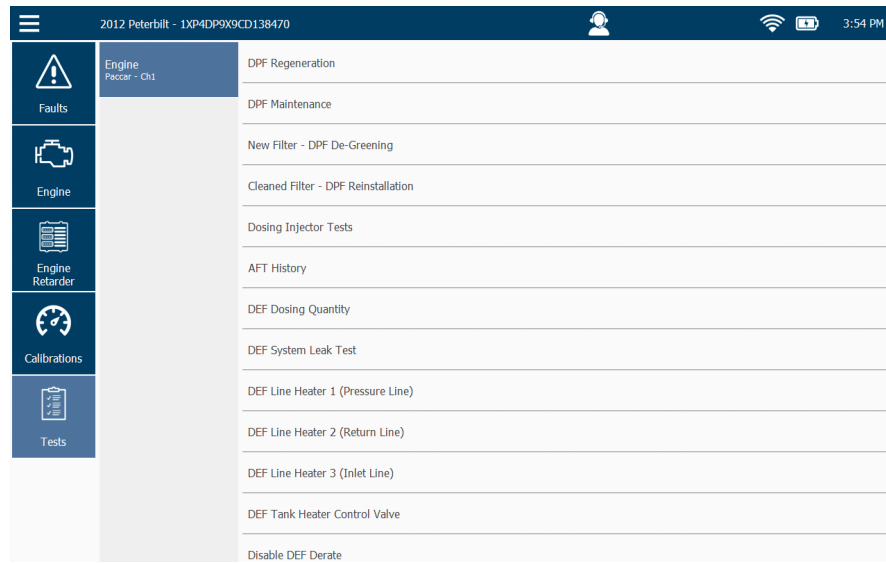 2012 Peterbilt - 1XP4DP9X9CD138470
3:54 PM
Faults
Engine
Engine
Retarder
Calibrations
Tests
Engine
Paccar - Ch1
DPF Regeneration
DPF Maintenance
New Filter - DPF De-Greening
Cleaned Filter - DPF Reinstallation
Dosing Injector Tests
AFT History
DEF Dosing Quantity
DEF System Leak Test
DEF Line Heater 1 (Pressure Line)
DEF Line Heater 2 (Return Line)
DEF Line Heater 3 (Inlet Line)
DEF Tank Heater Control Valve
Disable DEF Derate